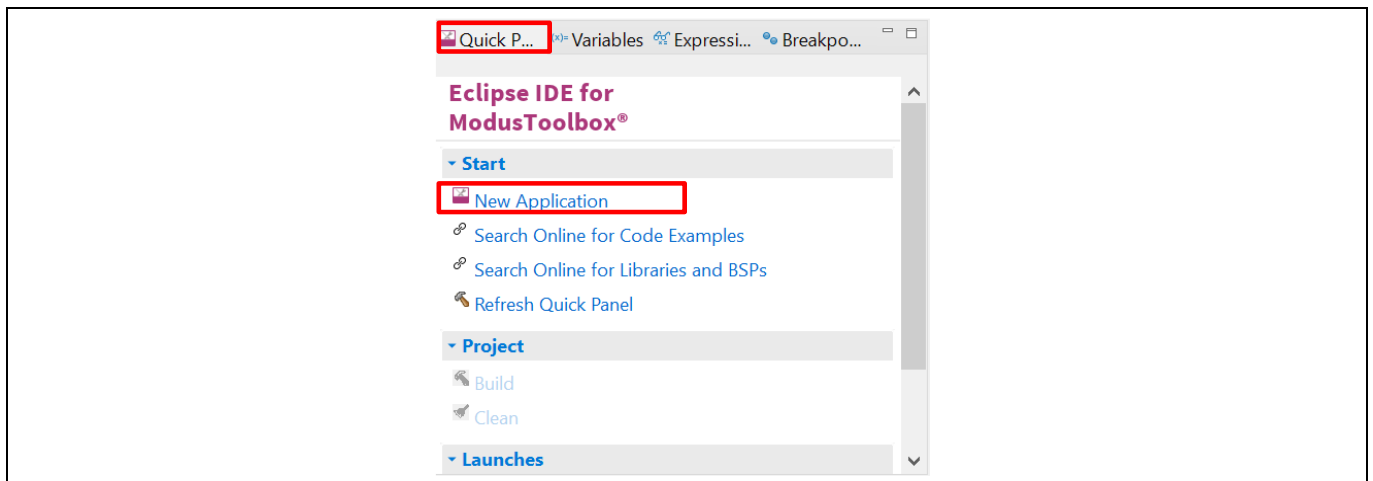 Quick P... (x)= Variables Expressi... Breakpo...
Eclipse IDE for
ModusToolbox®
Start
New Application
Search Online for Code Examples
Search Online for Libraries and BSPs
Refresh Quick Panel
Project
Build
Clean
Launches